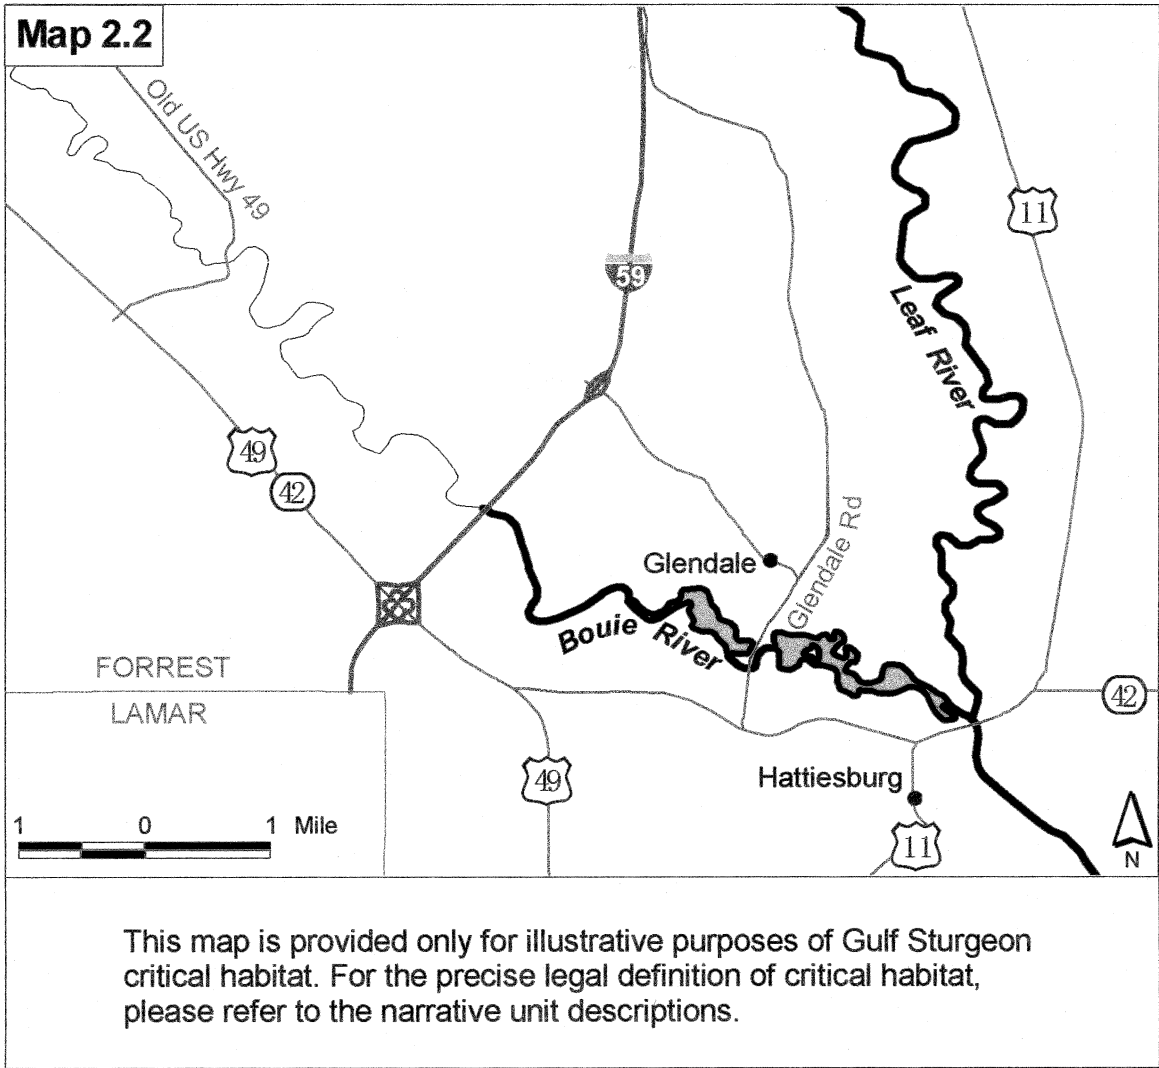 Map 2.2
Old US Hwy 49
11
59
Leaf River
49
42
Glendale
Glendale Rd
Bouie River
FORREST
LAMAR
42
49
Hattiesburg
1 0 1 Mile
11
N
This map is provided only for illustrative purposes of Gulf Sturgeon
critical habitat. For the precise legal definition of critical habitat,
please refer to the narrative unit descriptions.